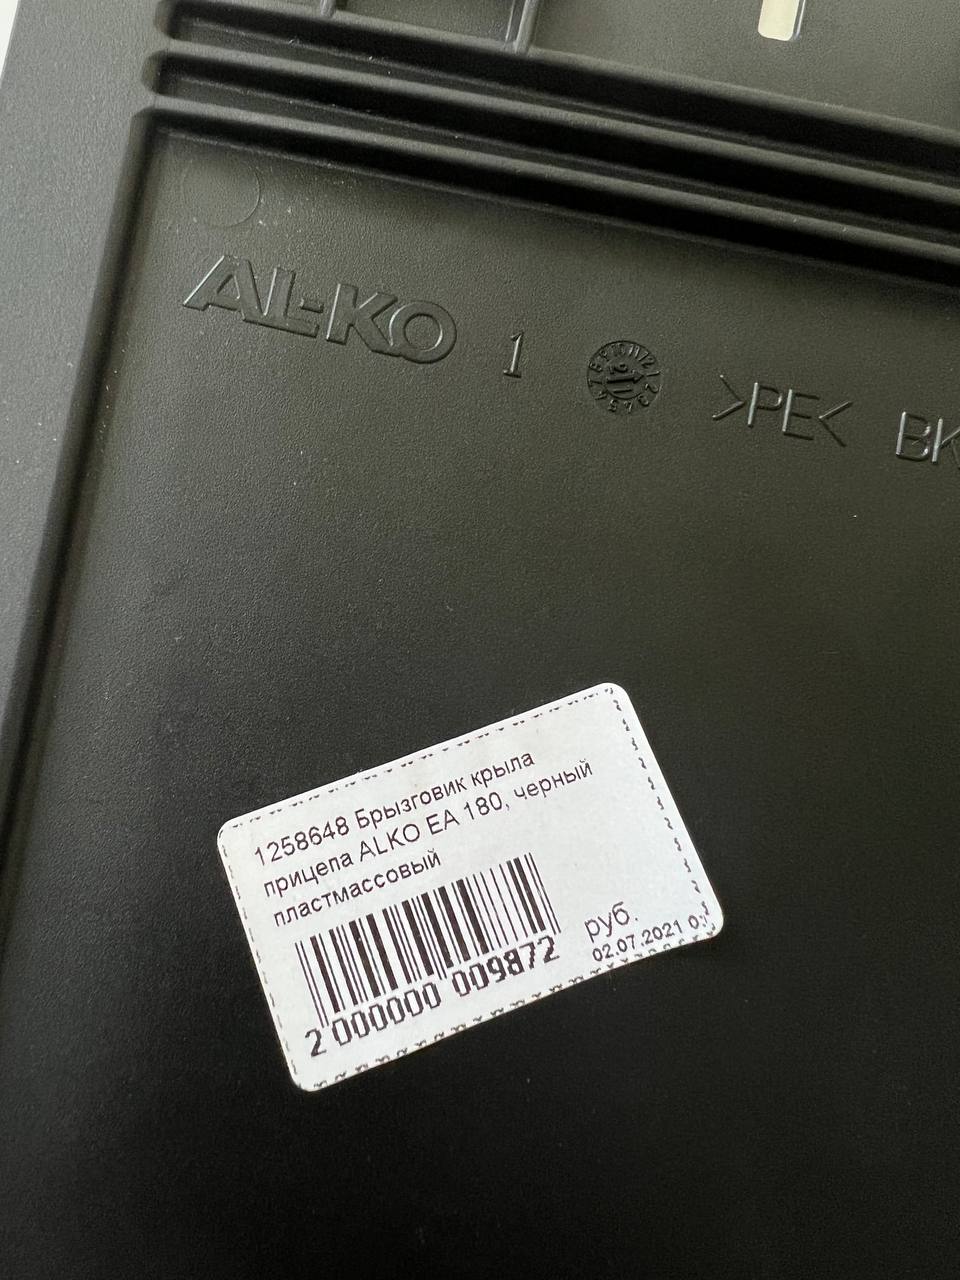 AL-KO 1 >PE< BK
1258648 Брызговик крыла
прицепа ALKO EA 180, черный
пластмассовый
руб.
02.07.2021
2 000000 009872